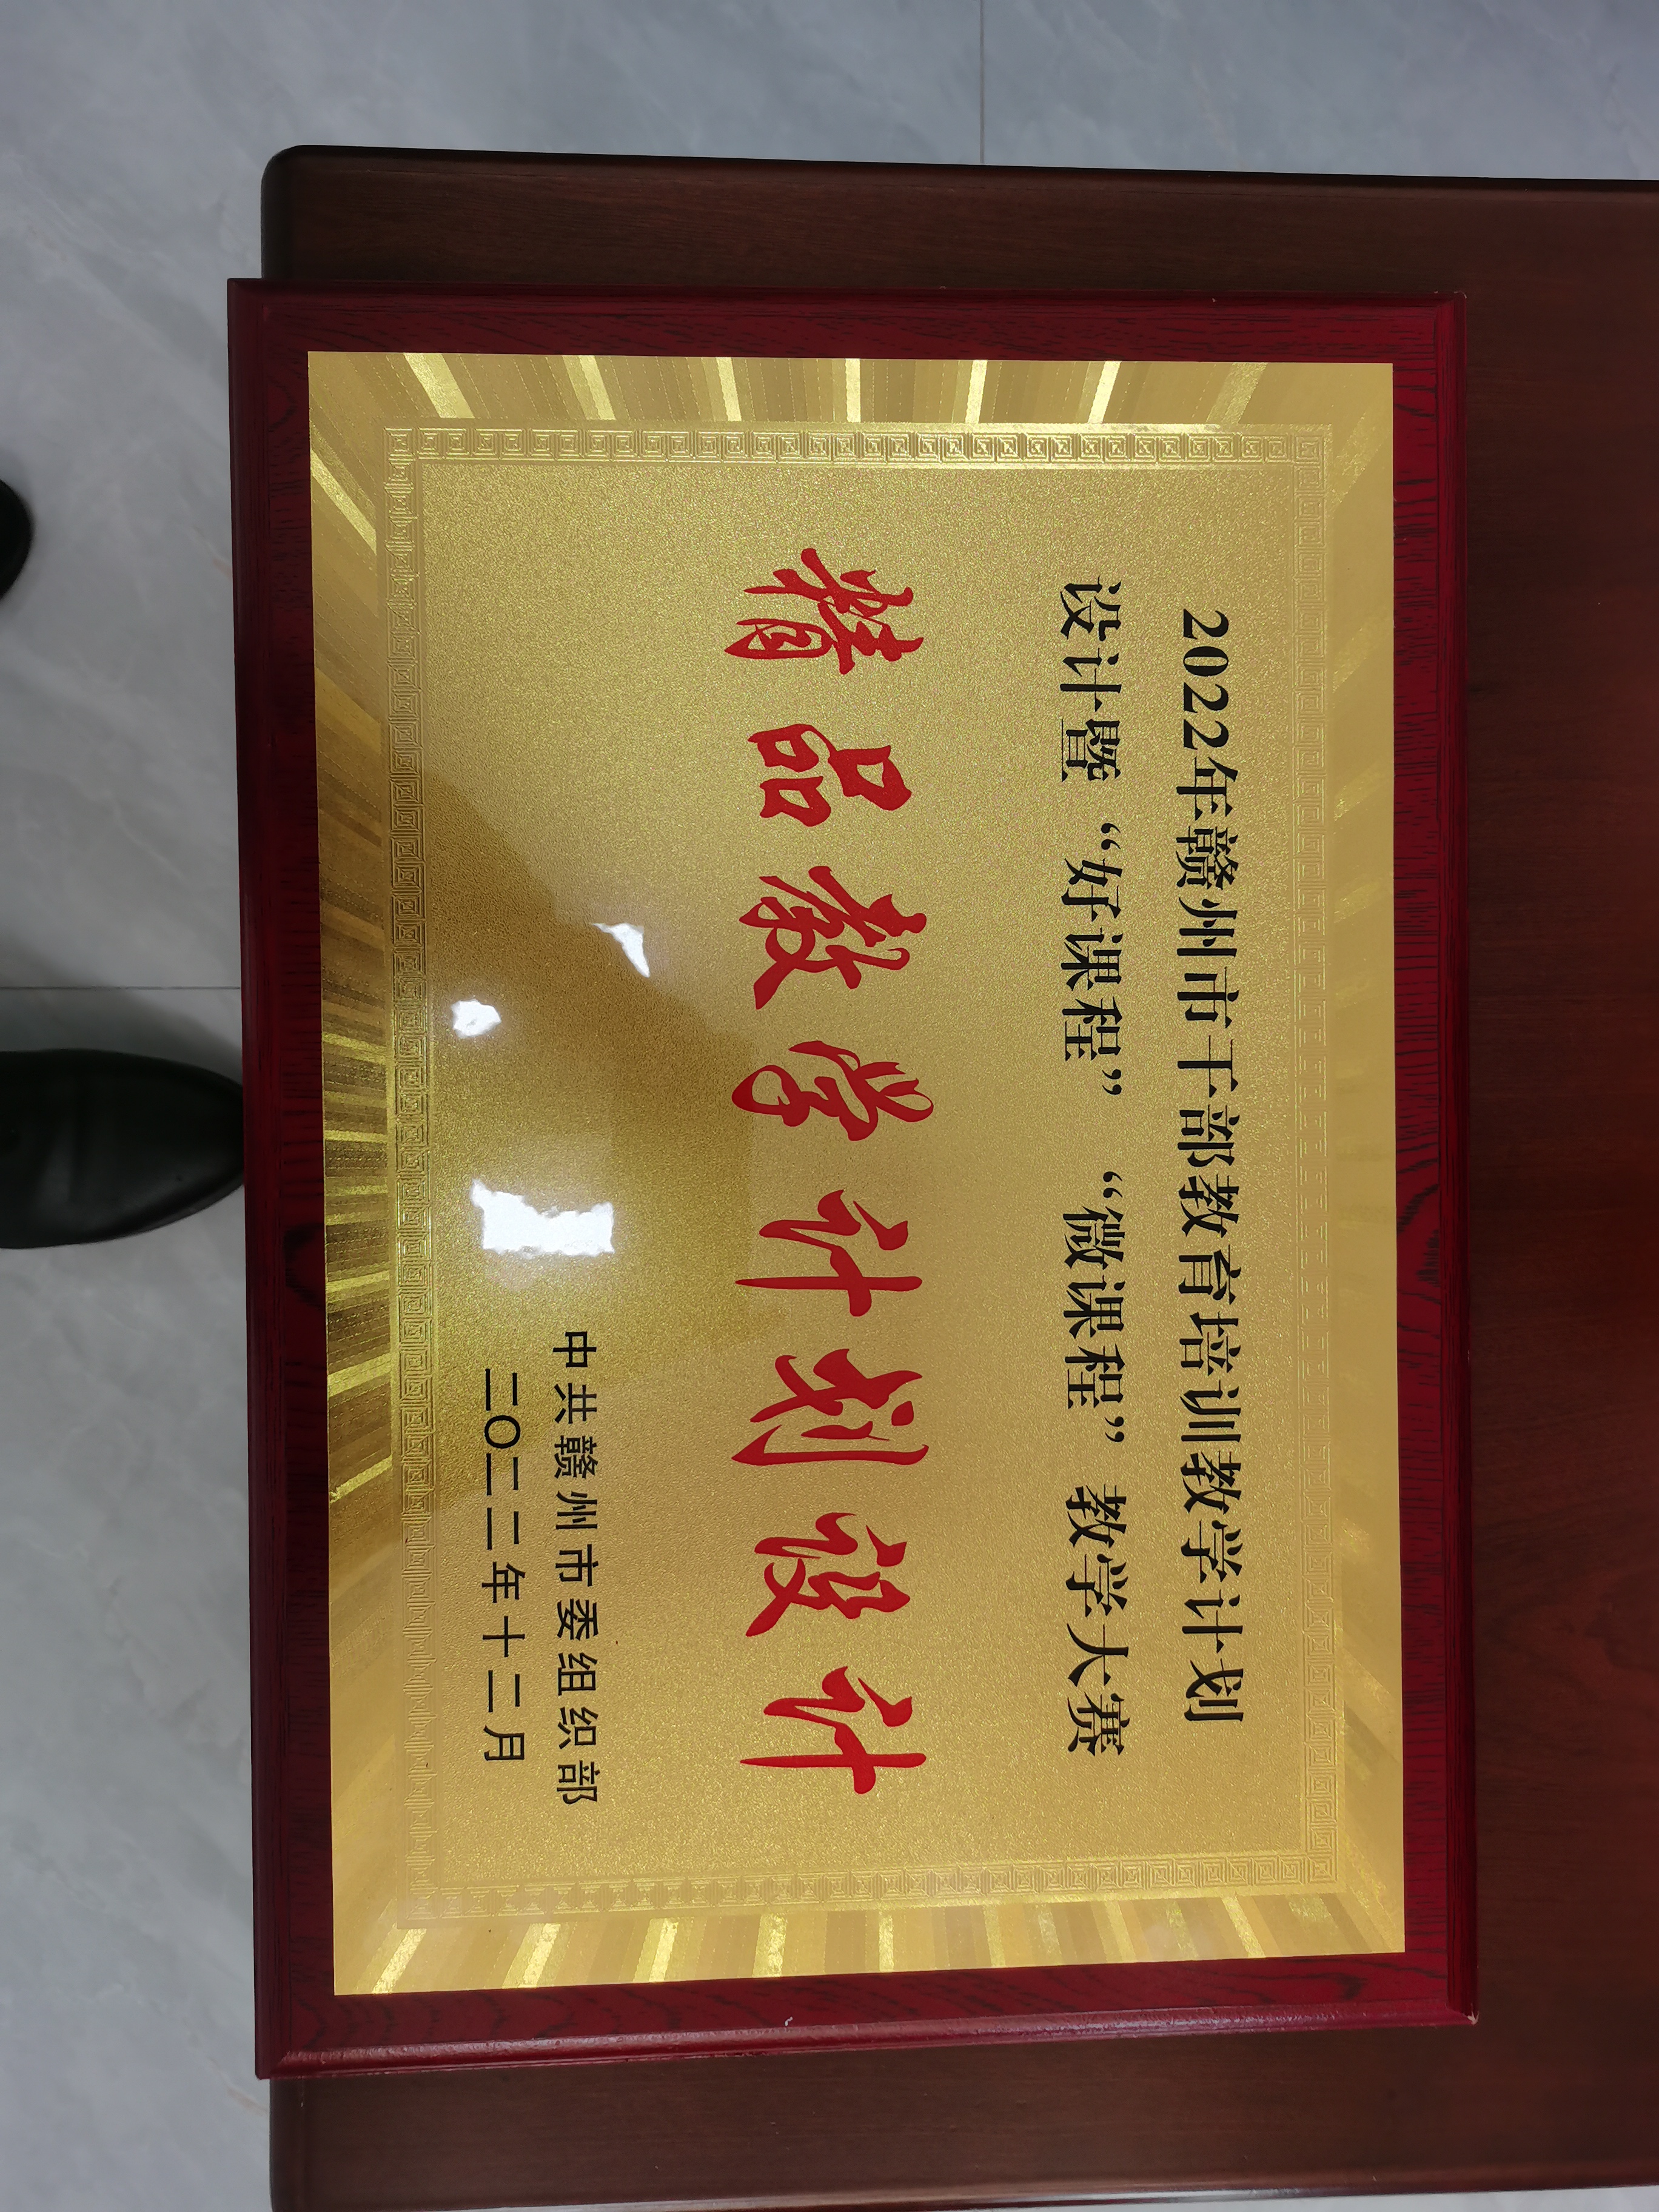 2022年赣州市干部教育培训教学计划
设计暨“好课程”“微课程”教学大赛
精品教学计划设计
中共赣州市委组织部
二〇二二年十二月